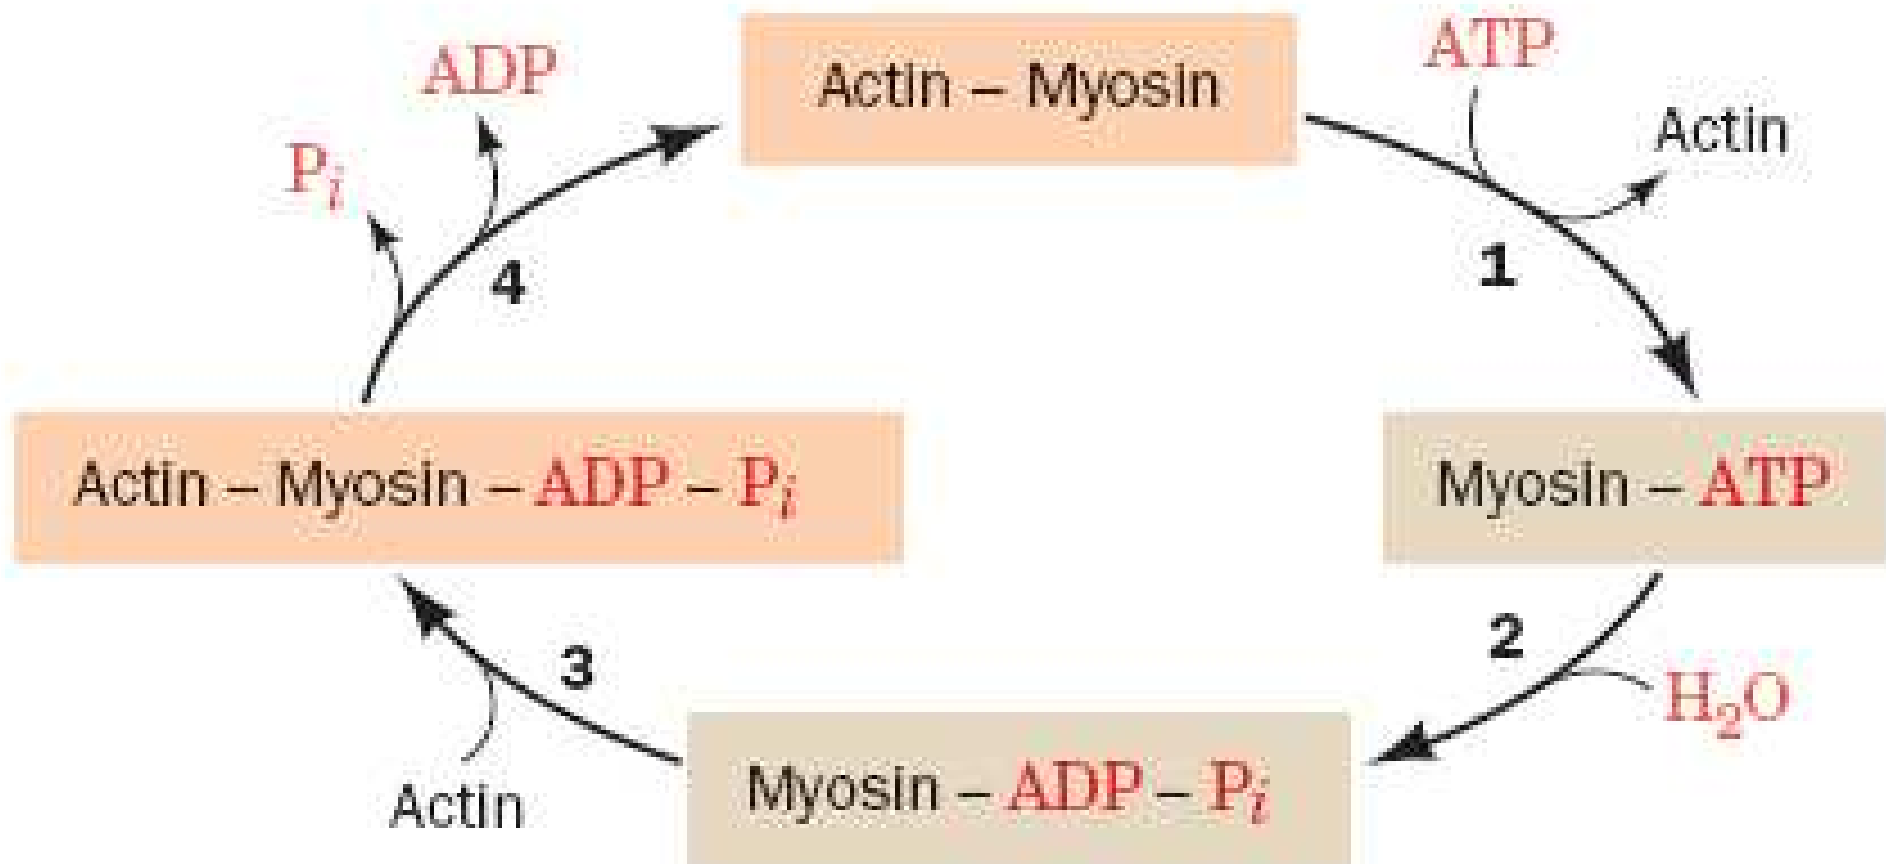 ADP
Actin – Myosin
ATP
Actin
Pi
4
1
Actin – Myosin – ADP – Pi
Myosin – ATP
2
3
H₂O
Actin
Myosin – ADP – Pi